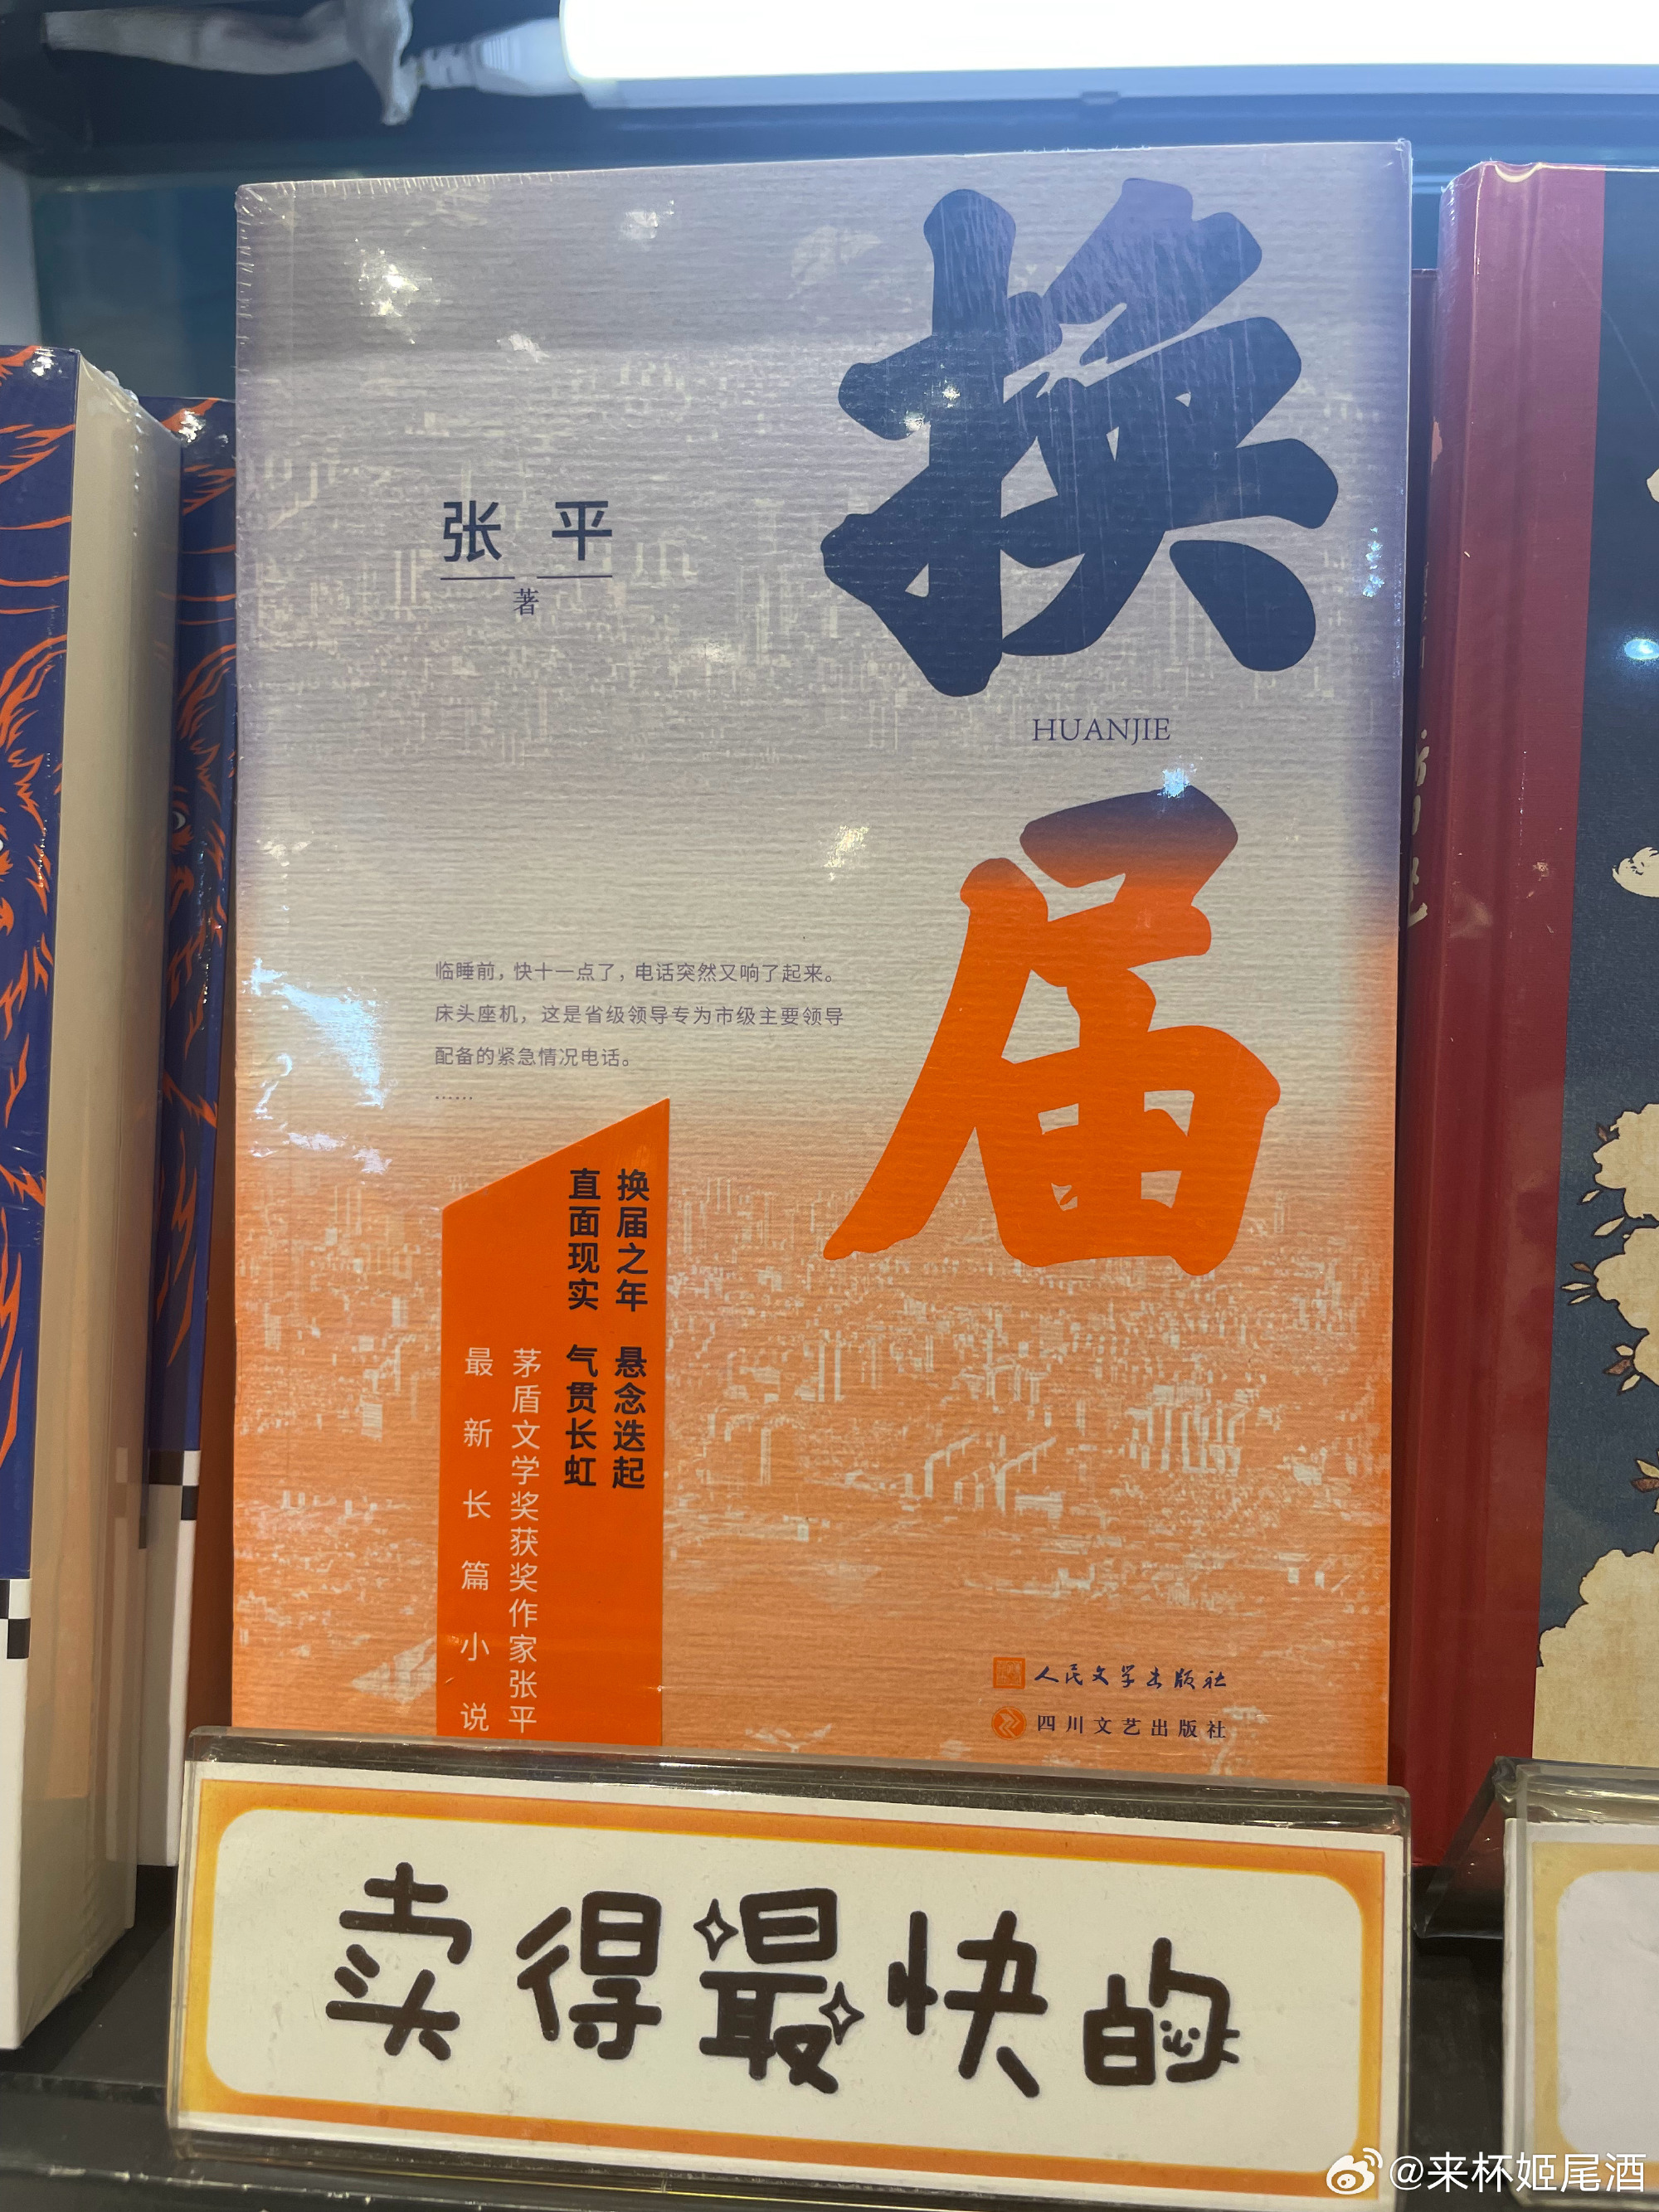 换届
HUANJIE
张平
著
临睡前，快十一点了，电话突然又响了起来。
床头座机，这是省级领导专为市级主要领导
配备的紧急情况电话。
……
换届之年 悬念迭起
直面现实 气贯长虹
茅盾文学奖获奖作家张平
最新长篇小说
人民文学出版社
四川文艺出版社
卖得最快的
@来杯姬尾酒